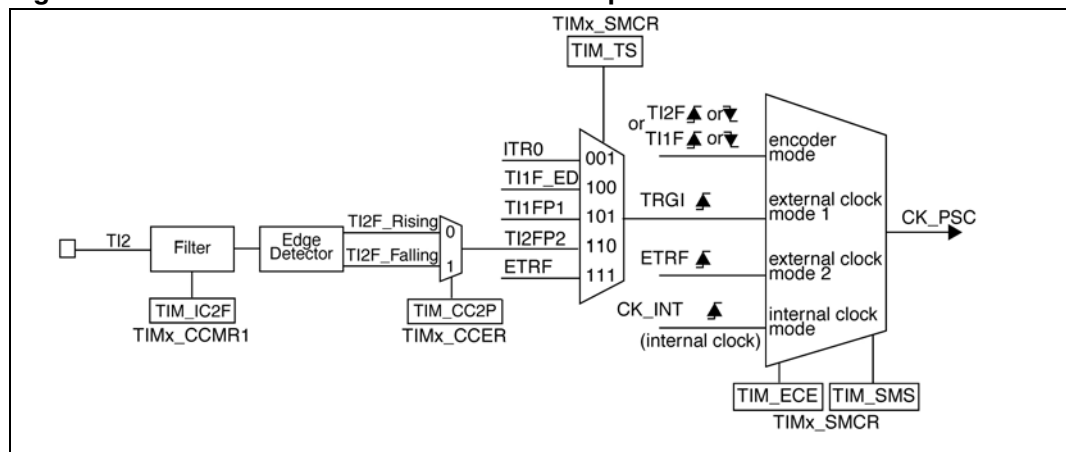 TIMx_SMCR
TIM_TS
or TI2F or
TI1F or
encoder mode
ITR0
001
TI1F_ED
100
TI1FP1
101
TRGI
external clock mode 1
CK_PSC
TI2F_Rising
0
TI2FP2
110
TI2
Filter
Edge Detector
TI2F_Falling
1
ETRF
111
ETRF
external clock mode 2
TIM_IC2F
TIMx_CCMR1
TIM_CC2P
TIMx_CCER
CK_INT
(internal clock)
internal clock mode
TIM_ECE
TIM_SMS
TIMx_SMCR